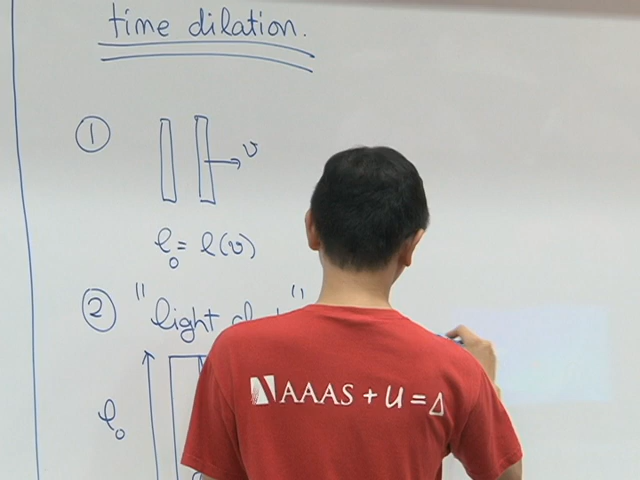 time dilation.
①
v
l₀ = l(v)
② "light
l₀
AAAS + U = Δ